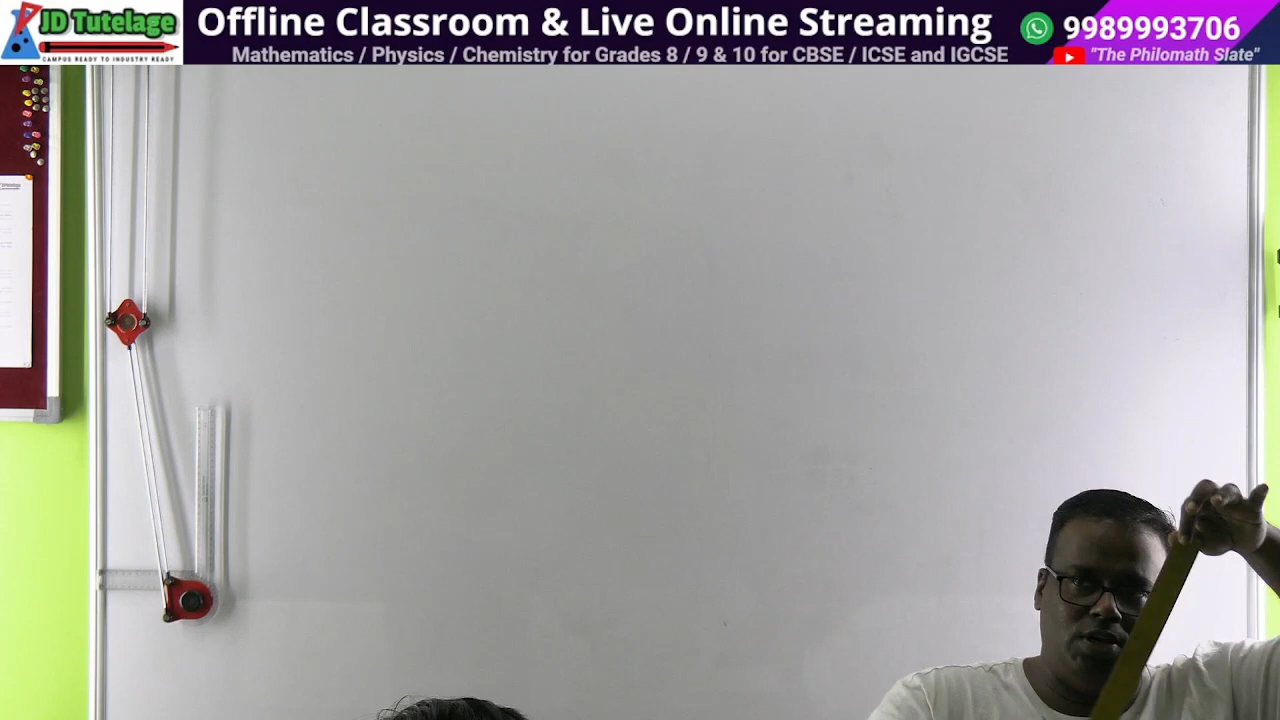 JD Tutelage
CAMPUS READY TO INDUSTRY READY
Offline Classroom & Live Online Streaming
Mathematics / Physics / Chemistry for Grades 8 / 9 & 10 for CBSE / ICSE and IGCSE
9989993706
"The Philomath Slate"